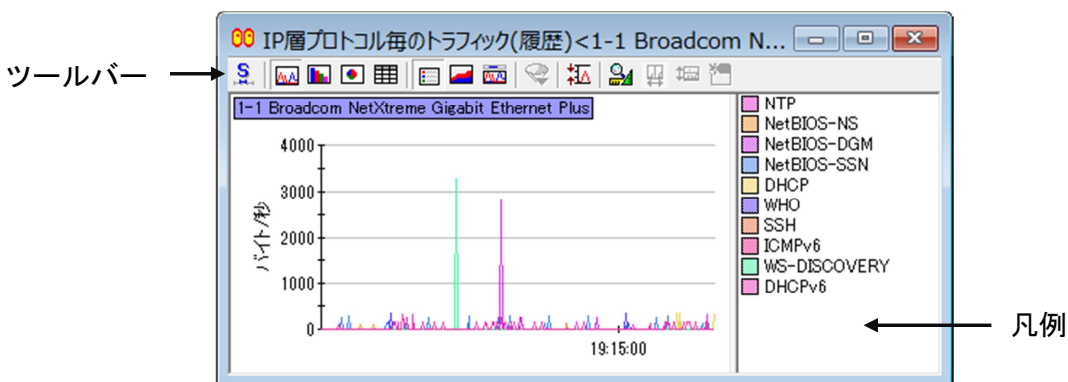 IP層プロトコル毎のトラフィック(履歴)<1-1 Broadcom N...
ツールバー
S
1-1 Broadcom NetXtreme Gigabit Ethernet Plus
4000
3000
2000
1000
0
バイト/秒
19:15:00
NTP
NetBIOS-NS
NetBIOS-DGM
NetBIOS-SSN
DHCP
WHO
SSH
ICMPv6
WS-DISCOVERY
DHCPv6
凡例